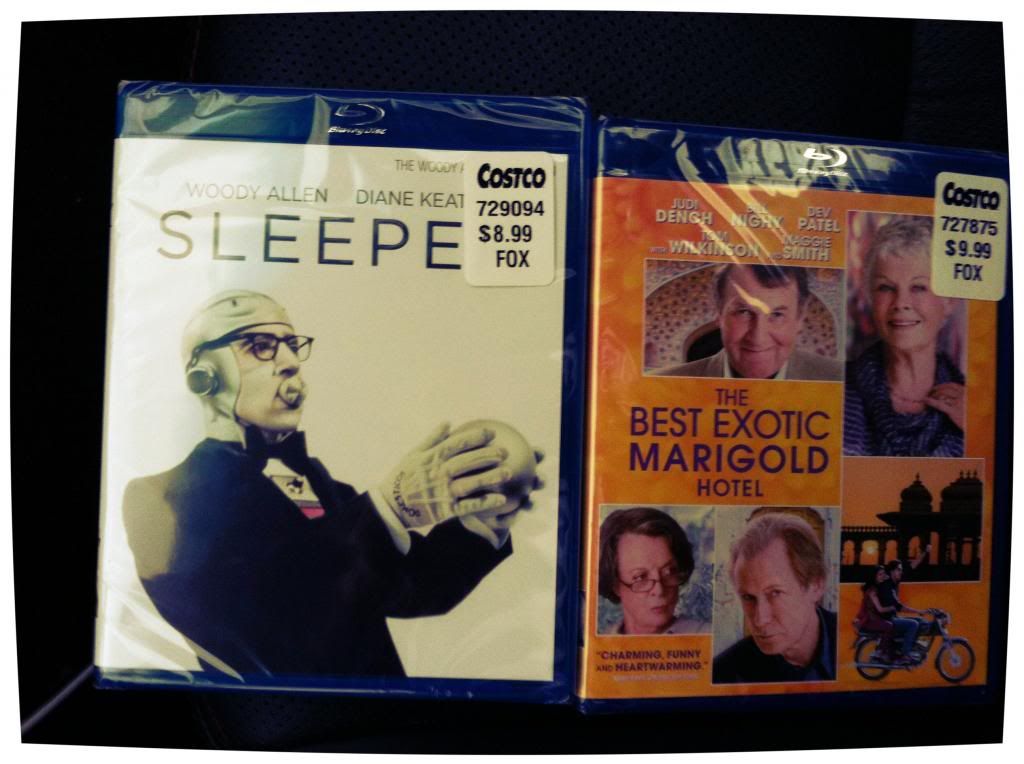 Blu-ray Disc
THE WOODY
WOODY ALLEN DIANE KEAT
SLEEPE
COSTCO
729094
$8.99
FOX
Blu-ray Disc
JUDI DENCH BILL NIGHY DEV PATEL
WITH TOM WILKINSON AND MAGGIE SMITH
COSTCO
727875
$9.99
FOX
THE
BEST EXOTIC
MARIGOLD
HOTEL
"CHARMING, FUNNY
AND HEARTWARMING."